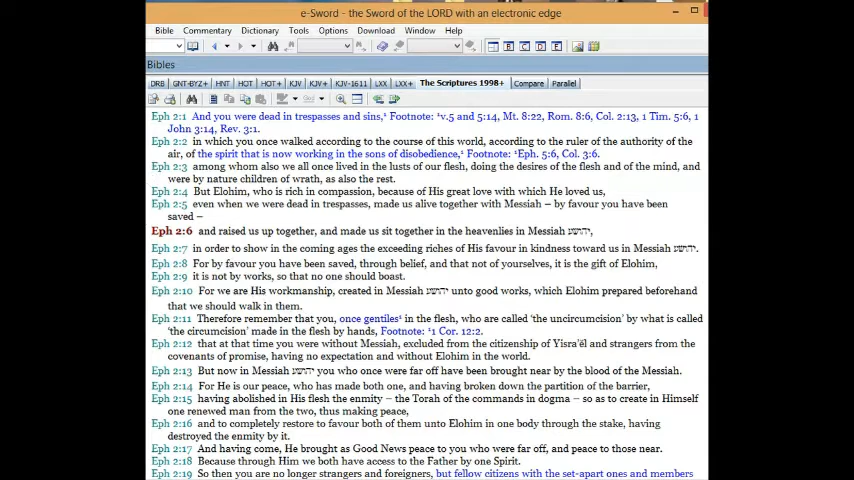 e-Sword - the Sword of the LORD with an electronic edge
Bible Commentary Dictionary Tools Options Download Window Help
B C D E
Bibles
DRB GNT-BYZ+ HNT HOT HOT+ KJV KJV+ KJV-1611 LXX LXX+ The Scriptures 1998+ Compare Parallel
Eph 2:1 And you were dead in trespasses and sins,¹ Footnote: ¹v.5 and 5:14, Mt. 8:22, Rom. 8:6, Col. 2:13, 1 Tim. 5:6, 1
John 3:14, Rev. 3:1.
Eph 2:2 in which you once walked according to the course of this world, according to the ruler of the authority of the
air, of the spirit that is now working in the sons of disobedience,¹ Footnote: ¹Eph. 5:6, Col. 3:6.
Eph 2:3 among whom also we all once lived in the lusts of our flesh, doing the desires of the flesh and of the mind, and
were by nature children of wrath, as also the rest.
Eph 2:4 But Elohim, who is rich in compassion, because of His great love with which He loved us,
Eph 2:5 even when we were dead in trespasses, made us alive together with Messiah – by favour you have been
saved –
Eph 2:6 and raised us up together, and made us sit together in the heavenlies in Messiah יהושע,
Eph 2:7 in order to show in the coming ages the exceeding riches of His favour in kindness toward us in Messiah יהושע.
Eph 2:8 For by favour you have been saved, through belief, and that not of yourselves, it is the gift of Elohim,
Eph 2:9 it is not by works, so that no one should boast.
Eph 2:10 For we are His workmanship, created in Messiah יהושע unto good works, which Elohim prepared beforehand
that we should walk in them.
Eph 2:11 Therefore remember that you, once gentiles¹ in the flesh, who are called ‘the uncircumcision’ by what is called
‘the circumcision’ made in the flesh by hands, Footnote: ¹1 Cor. 12:2.
Eph 2:12 that at that time you were without Messiah, excluded from the citizenship of Yisra’ĕl and strangers from the
covenants of promise, having no expectation and without Elohim in the world.
Eph 2:13 But now in Messiah יהושע you who once were far off have been brought near by the blood of the Messiah.
Eph 2:14 For He is our peace, who has made both one, and having broken down the partition of the barrier,
Eph 2:15 having abolished in His flesh the enmity – the Torah of the commands in dogma – so as to create in Himself
one renewed man from the two, thus making peace,
Eph 2:16 and to completely restore to favour both of them unto Elohim in one body through the stake, having
destroyed the enmity by it.
Eph 2:17 And having come, He brought as Good News peace to you who were far off, and peace to those near.
Eph 2:18 Because through Him we both have access to the Father by one Spirit.
Eph 2:19 So then you are no longer strangers and foreigners, but fellow citizens with the set-apart ones and members